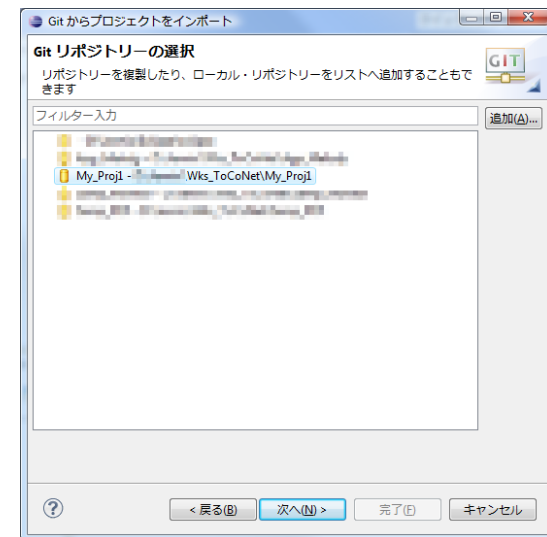 Git からプロジェクトをインポート
Git リポジトリーの選択
リポジトリーを複製したり、ローカル・リポジトリーをリストへ追加することもで
きます
GIT
フィルター入力
追加(A)...
My_Proj1 - .Wks_ToCoNet\My_Proj1
< 戻る(B)
次へ(N) >
完了(F)
キャンセル